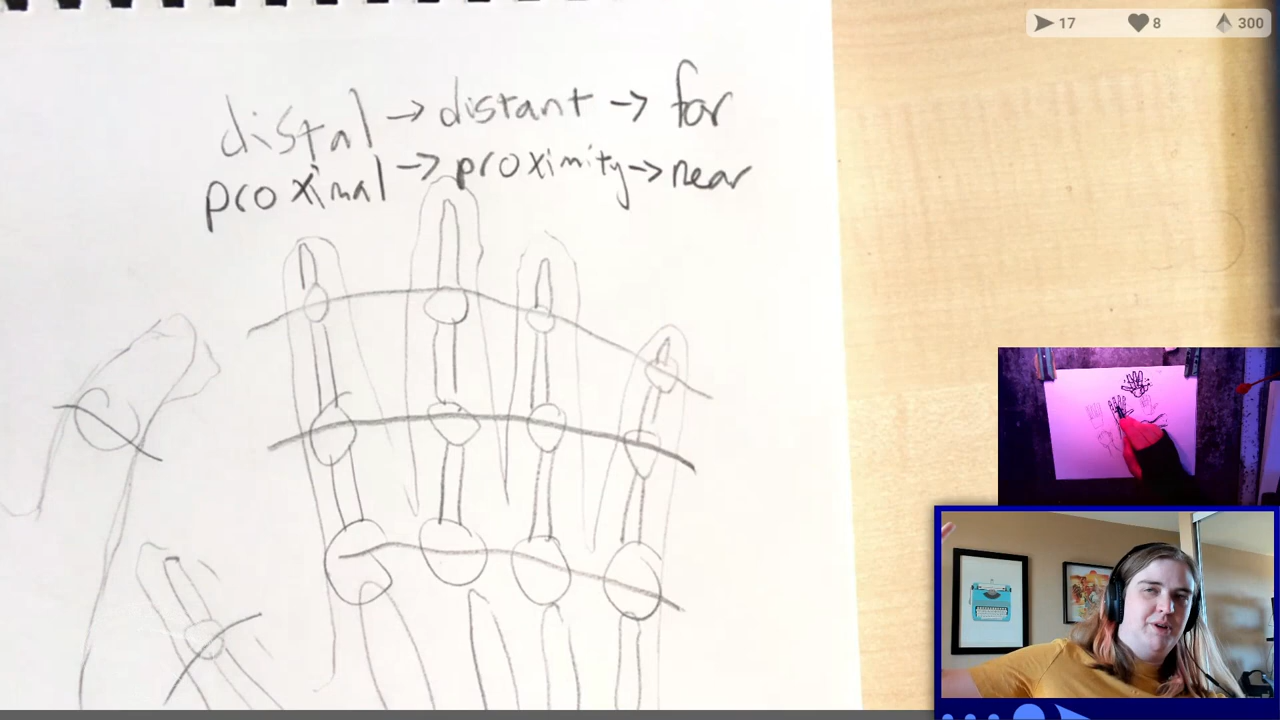 17 8 300
distal → distant → far
proximal → proximity → near